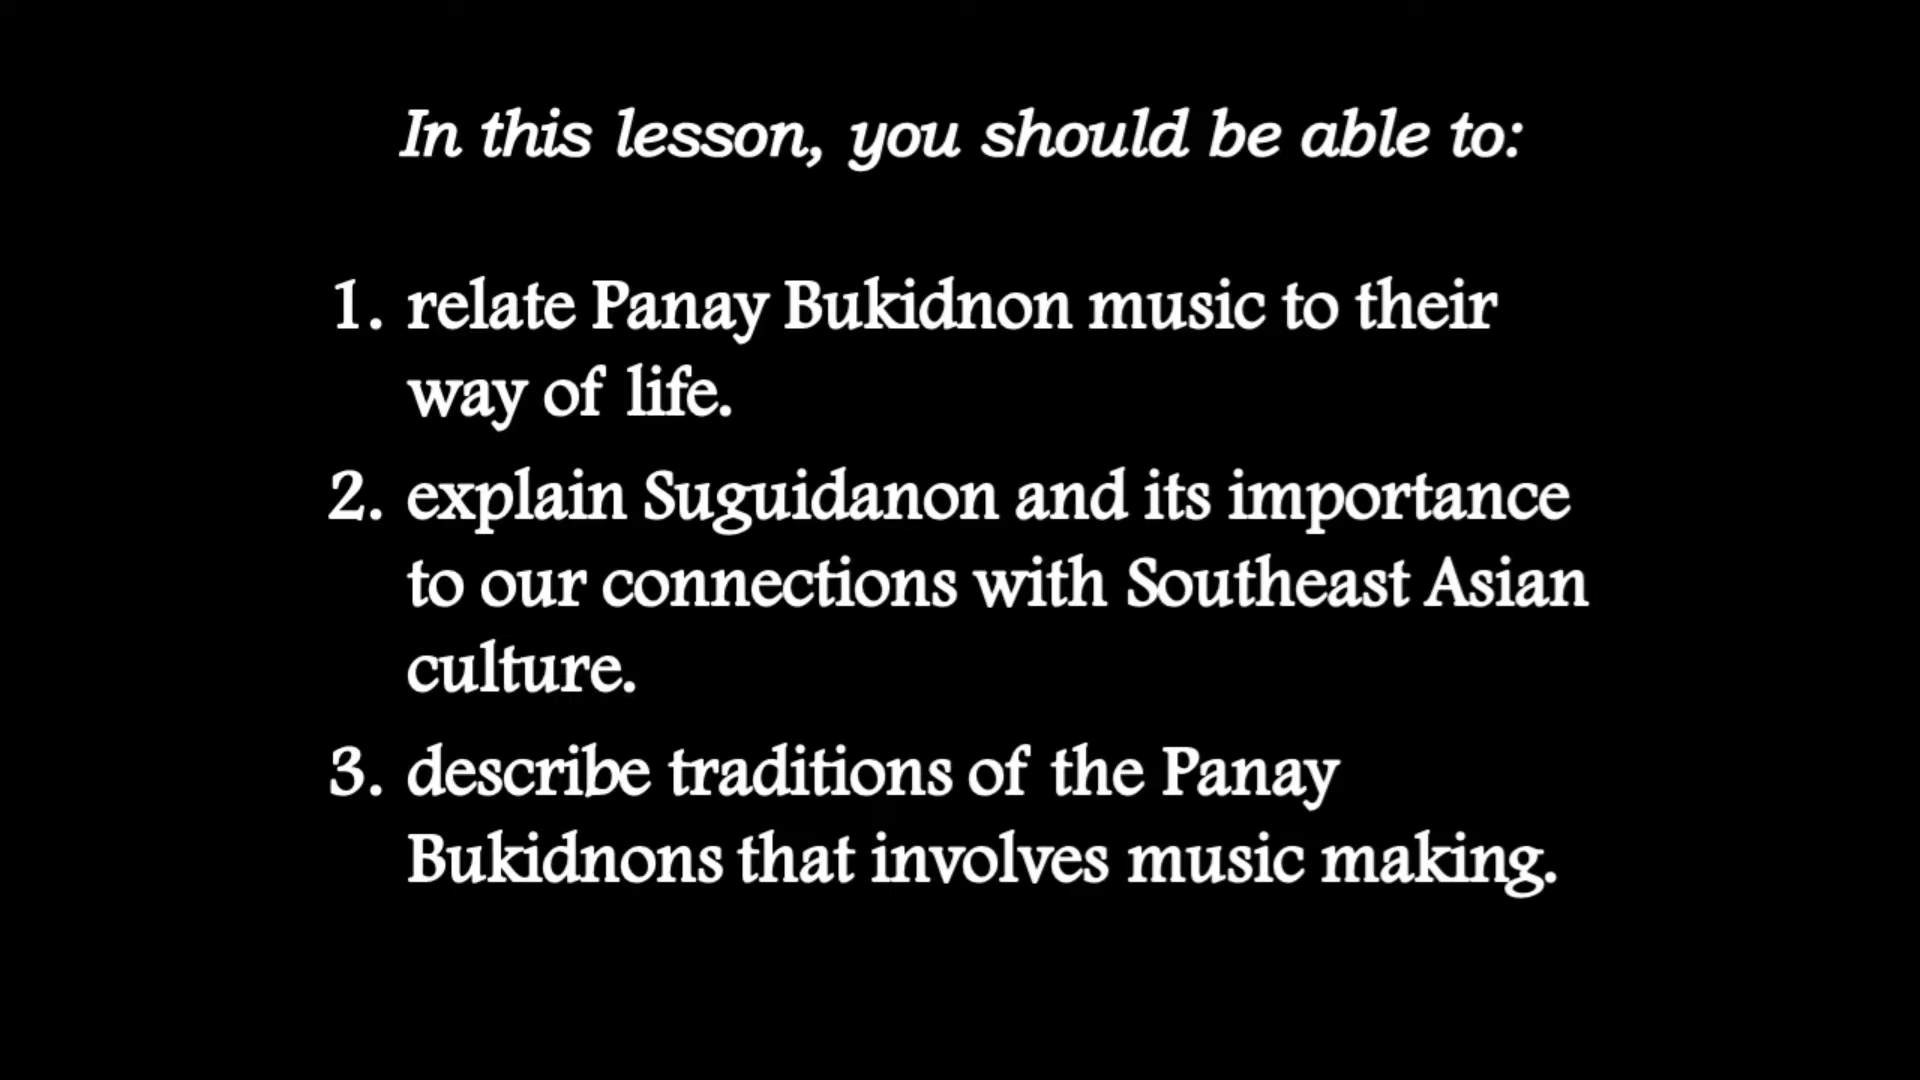 In this lesson, you should be able to:
1. relate Panay Bukidnon music to their
way of life.
2. explain Suguidanon and its importance
to our connections with Southeast Asian
culture.
3. describe traditions of the Panay
Bukidnons that involves music making.